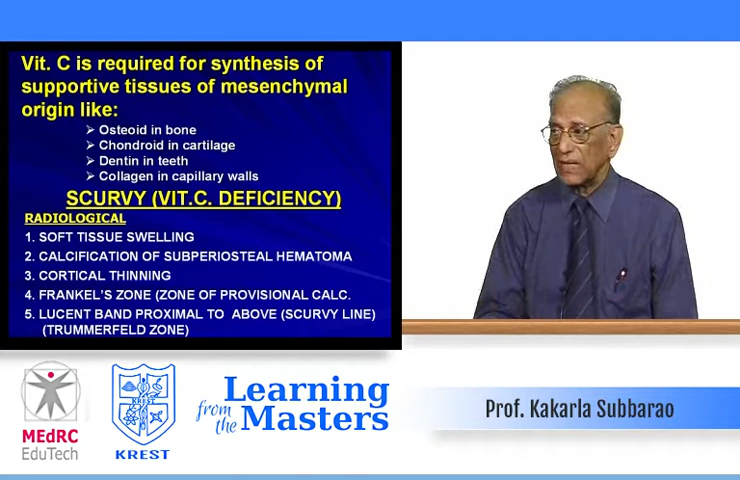 Vit. C is required for synthesis of
supportive tissues of mesenchymal
origin like:
➢ Osteoid in bone
➢ Chondroid in cartilage
➢ Dentin in teeth
➢ Collagen in capillary walls
SCURVY (VIT.C. DEFICIENCY)
RADIOLOGICAL
1. SOFT TISSUE SWELLING
2. CALCIFICATION OF SUBPERIOSTEAL HEMATOMA
3. CORTICAL THINNING
4. FRANKEL'S ZONE (ZONE OF PROVISIONAL CALC.
5. LUCENT BAND PROXIMAL TO ABOVE (SCURVY LINE)
(TRUMMERFELD ZONE)
MEdRC
EduTech
KREST
KREST
Learning
from the
Masters
Prof. Kakarla Subbarao